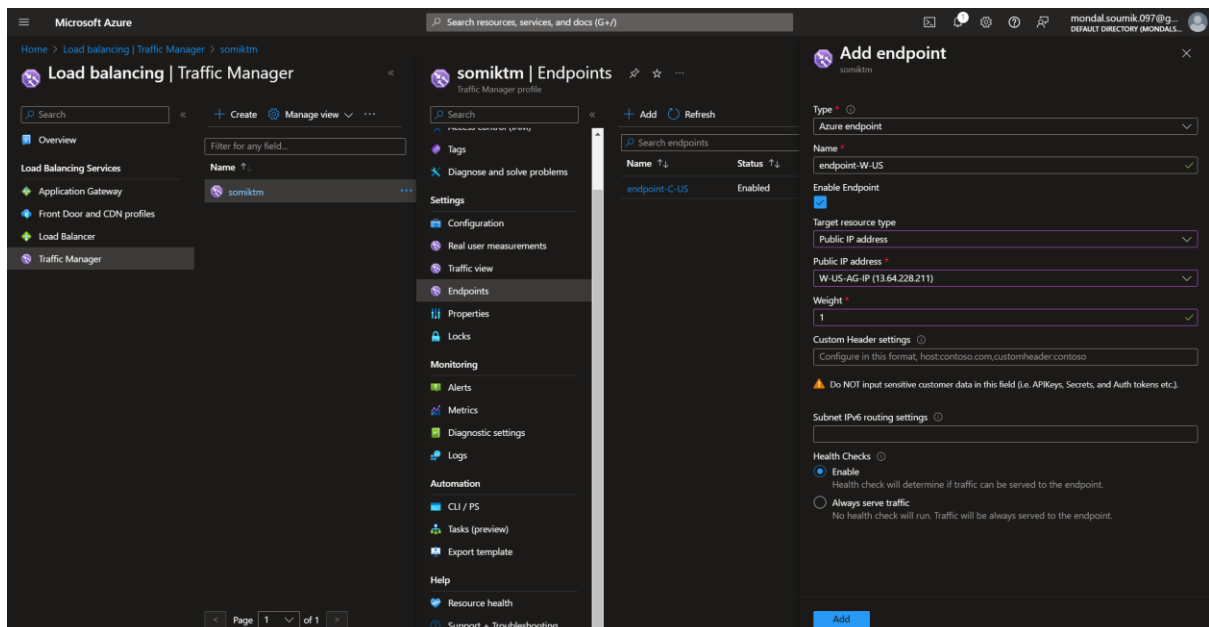 Microsoft Azure
Search resources, services, and docs (G+/)
1
mondal.soumik.097@g...
DEFAULT DIRECTORY (MONDALS...
Home > Load balancing | Traffic Manager > somiktm
Load balancing | Traffic Manager
Search
Overview
Load Balancing Services
Application Gateway
Front Door and CDN profiles
Load Balancer
Traffic Manager
Create
Manage view
Filter for any field...
Name
somiktm
Page 1 of 1
somiktm | Endpoints
Traffic Manager profile
Search
Access control (IAM)
Tags
Diagnose and solve problems
Settings
Configuration
Real user measurements
Traffic view
Endpoints
Properties
Locks
Monitoring
Alerts
Metrics
Diagnostic settings
Logs
Automation
CLI / PS
Tasks (preview)
Export template
Help
Resource health
Support + Troubleshooting
Add
Refresh
Search endpoints
Name Status
endpoint-C-US Enabled
Add endpoint
somiktm
Type *
Azure endpoint
Name *
endpoint-W-US
Enable Endpoint
Target resource type
Public IP address
Public IP address *
W-US-AG-IP (13.64.228.211)
Weight *
1
Custom Header settings
Configure in this format, host:contoso.com,customheader:contoso
Do NOT input sensitive customer data in this field (i.e. APIKeys, Secrets, and Auth tokens etc.).
Subnet IPv6 routing settings
Health Checks
Enable
Health check will determine if traffic can be served to the endpoint.
Always serve traffic
No health check will run. Traffic will be always served to the endpoint.
Add